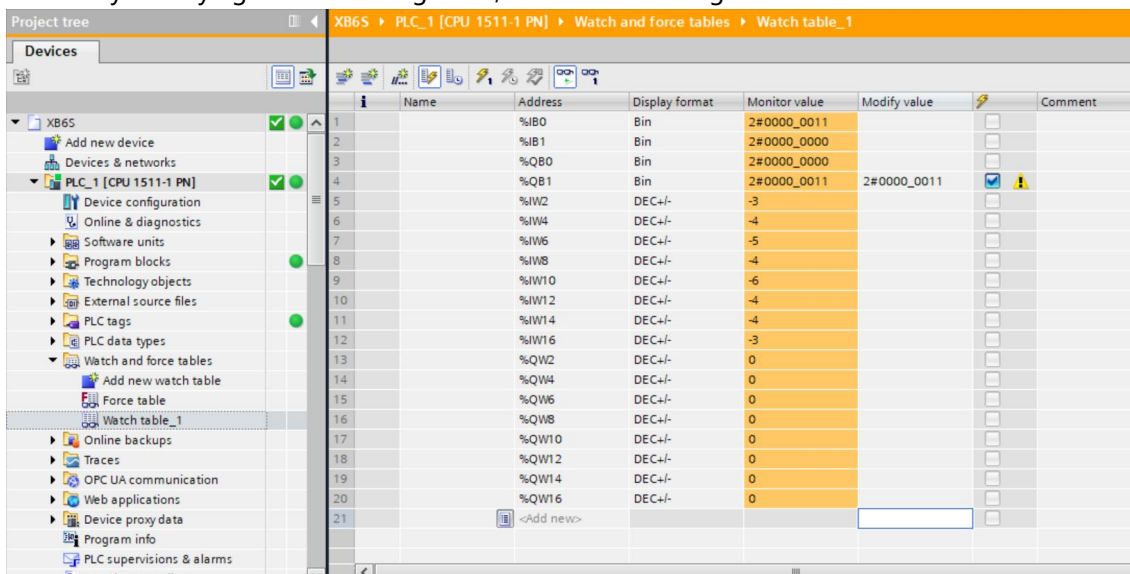 Project tree
XB6S ▸ PLC_1 [CPU 1511-1 PN] ▸ Watch and force tables ▸ Watch table_1
Devices
i Name Address Display format Monitor value Modify value Comment
XB6S
Add new device
Devices & networks
PLC_1 [CPU 1511-1 PN]
Device configuration
Online & diagnostics
Software units
Program blocks
Technology objects
External source files
PLC tags
PLC data types
Watch and force tables
Add new watch table
Force table
Watch table_1
Online backups
Traces
OPC UA communication
Web applications
Device proxy data
Program info
PLC supervisions & alarms
1 %IB0 Bin 2#0000_0011
2 %IB1 Bin 2#0000_0000
3 %QB0 Bin 2#0000_0000
4 %QB1 Bin 2#0000_0011 2#0000_0011
5 %IW2 DEC+/- -3
6 %IW4 DEC+/- -4
7 %IW6 DEC+/- -5
8 %IW8 DEC+/- -4
9 %IW10 DEC+/- -6
10 %IW12 DEC+/- -4
11 %IW14 DEC+/- -4
12 %IW16 DEC+/- -3
13 %QW2 DEC+/- 0
14 %QW4 DEC+/- 0
15 %QW6 DEC+/- 0
16 %QW8 DEC+/- 0
17 %QW10 DEC+/- 0
18 %QW12 DEC+/- 0
19 %QW14 DEC+/- 0
20 %QW16 DEC+/- 0
21 <Add new>